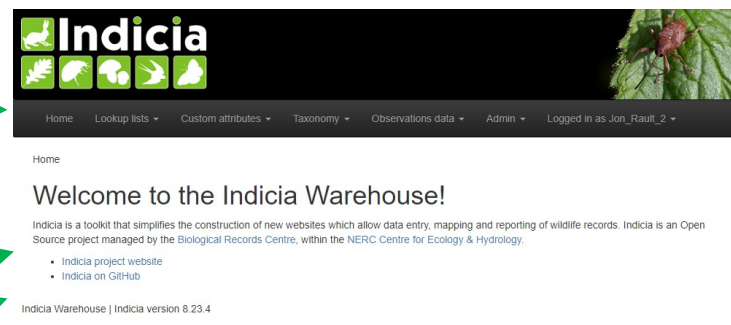 Indicia
Home Lookup lists Custom attributes Taxonomy Observations data Admin Logged in as Jon_Rault_2
Home
Welcome to the Indicia Warehouse!
Indicia is a toolkit that simplifies the construction of new websites which allow data entry, mapping and reporting of wildlife records. Indicia is an Open
Source project managed by the Biological Records Centre, within the NERC Centre for Ecology & Hydrology.
• Indicia project website
• Indicia on GitHub
Indicia Warehouse | Indicia version 8.23.4